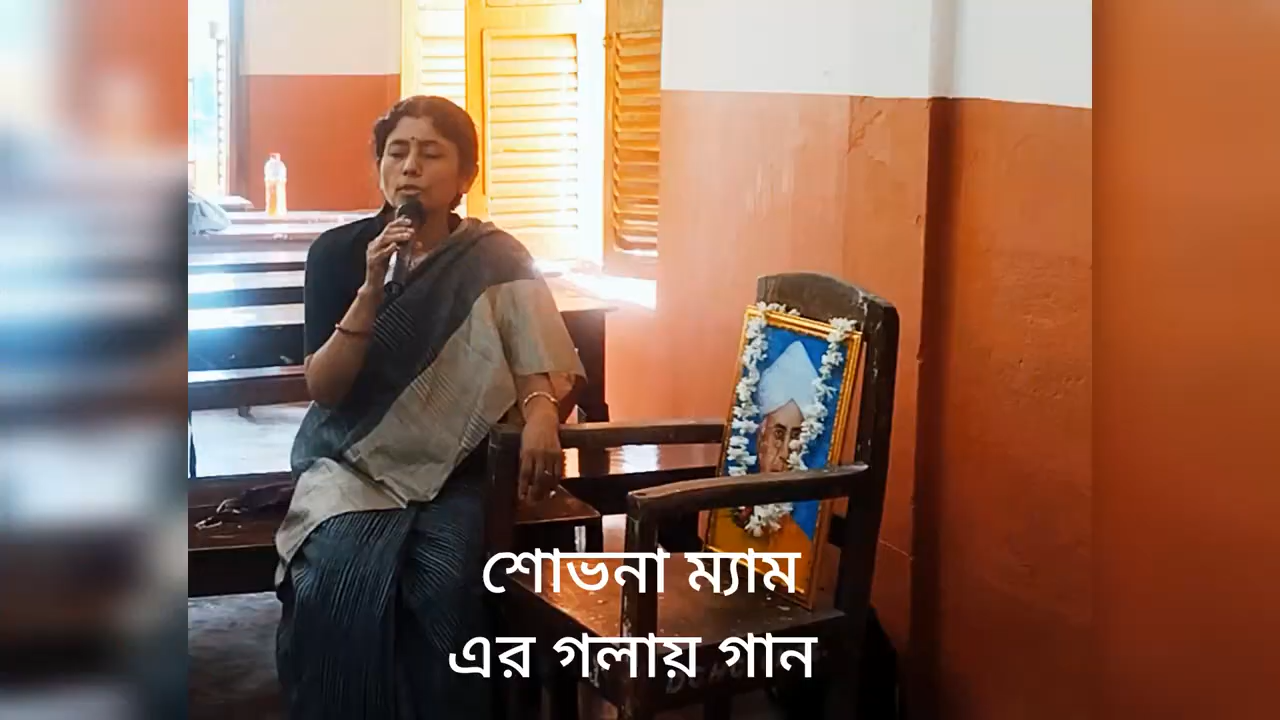 শোভনা ম্যাম
এর গলায় গান